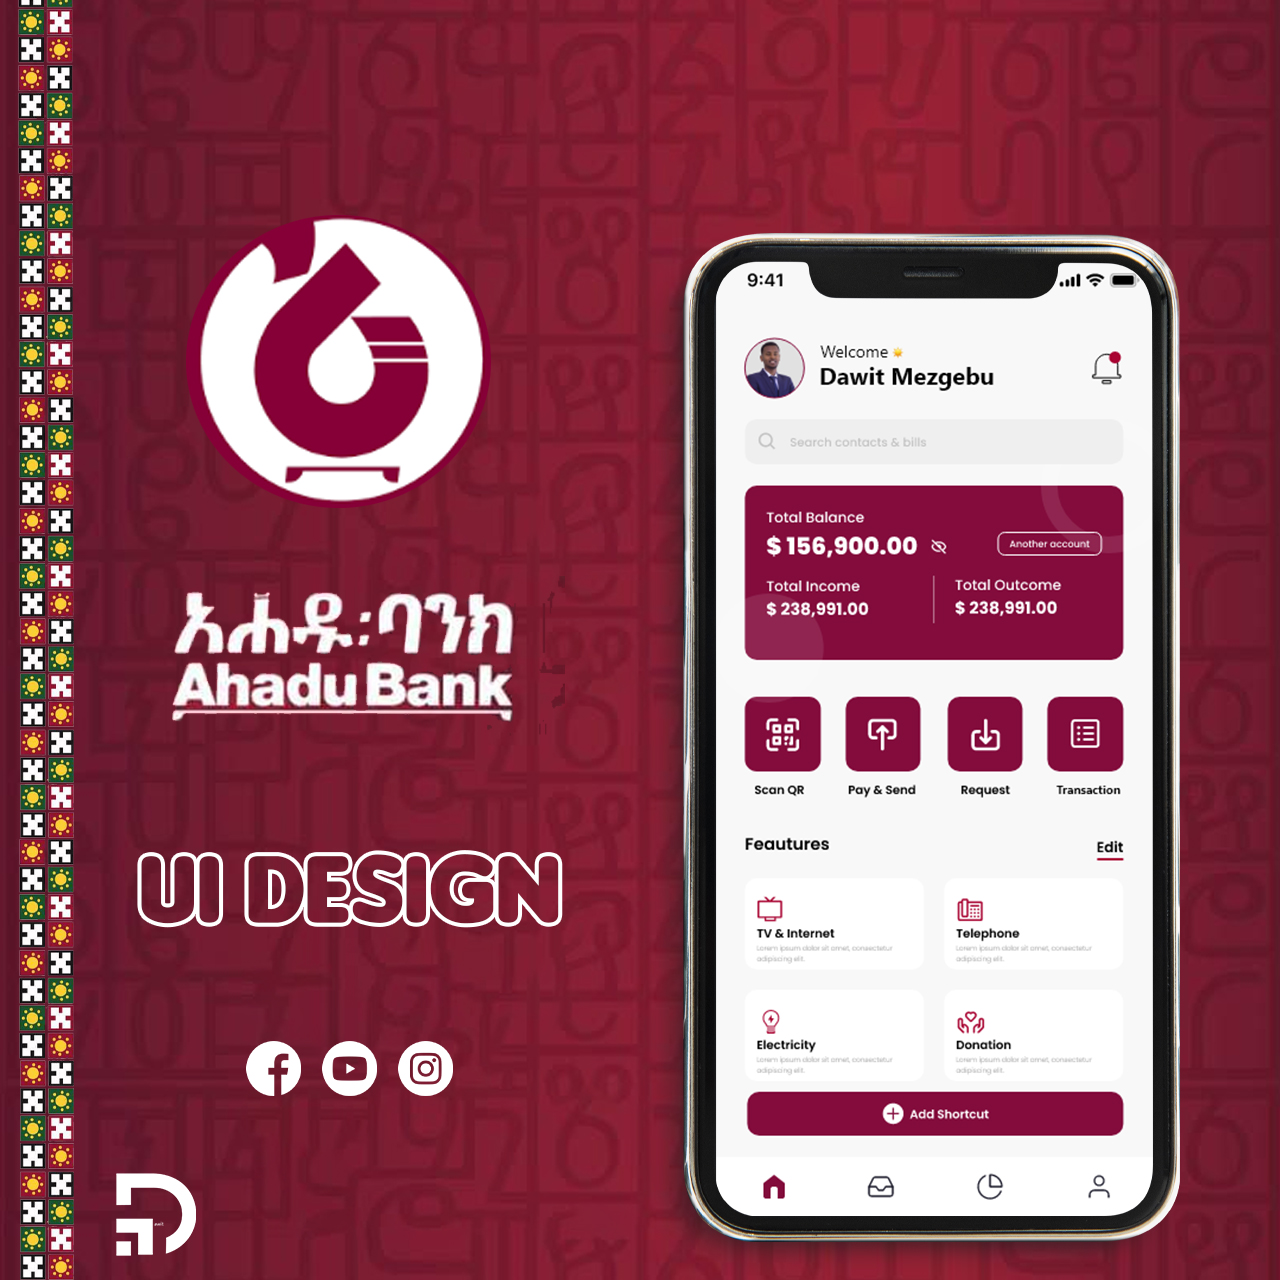 አሐዱ፡ባንክ
Ahadu Bank
UI DESIGN
9:41
Welcome
Dawit Mezgebu
Search contacts & bills
Total Balance
$ 156,900.00
Another account
Total Income
$ 238,991.00
Total Outcome
$ 238,991.00
Scan QR
Pay & Send
Request
Transaction
Feautures
Edit
TV & Internet
Lorem ipsum dolor sit amet, consectetur
adipiscing elit.
Telephone
Lorem ipsum dolor sit amet, consectetur
adipiscing elit.
Electricity
Lorem ipsum dolor sit amet, consectetur
adipiscing elit.
Donation
Lorem ipsum dolor sit amet, consectetur
adipiscing elit.
Add Shortcut